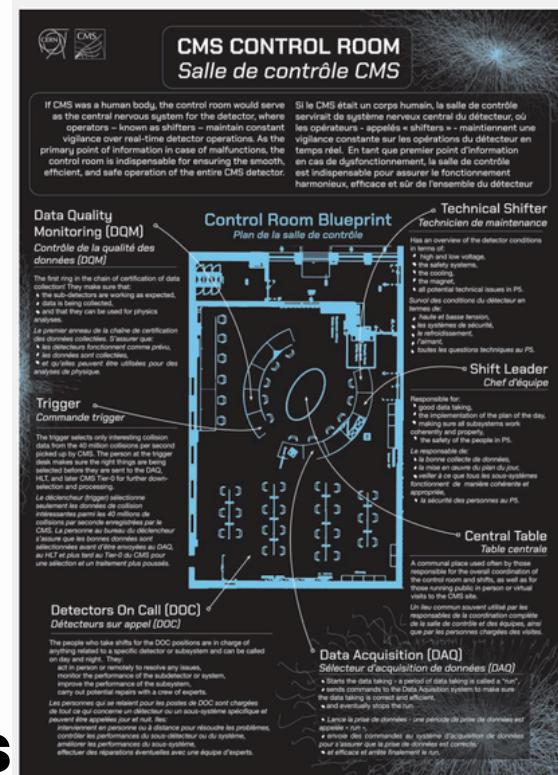 CERN
CMS
CMS CONTROL ROOM
Salle de contrôle CMS
If CMS was a human body, the control room would serve
as the central nervous system for the detector, where
operators – known as shifters – maintain constant
vigilance over real-time detector operations. As the
primary point of information in case of malfunctions, the
control room is indispensable for ensuring the smooth,
efficient, and safe operation of the entire CMS detector.
Si le CMS était un corps humain, la salle de contrôle
servirait de système nerveux central du détecteur, où
les opérateurs - appelés « shifters » - maintiennent une
vigilance constante sur les opérations du détecteur en
temps réel. En tant que premier point d'information
en cas de dysfonctionnement, la salle de contrôle
est indispensable pour assurer le fonctionnement
harmonieux, efficace et sûr de l'ensemble du détecteur
Control Room Blueprint
Plan de la salle de contrôle
Data Quality
Monitoring (DQM)
Contrôle de la qualité des
données (DQM)
The first ring in the chain of certification of data
collection! They make sure that:
the sub-detectors are working as expected,
data is being collected,
and that they can be used for physics
analyses.
Le premier anneau de la chaîne de certification
des données collectées. S'assurer que:
les détecteurs fonctionnent comme prévu,
les données sont collectées,
et qu'elles peuvent être utilisées pour des
analyses de physique.
Trigger
Commande trigger
The trigger selects only interesting collision
data from the 40 million collisions per second
picked up by CMS. The person at the trigger
desk makes sure the right things are being
selected before they are sent to the DAQ,
HLT, and later CMS Tier-0 for further down-
selection and processing.
Le déclencheur (trigger) sélectionne
seulement les données de collision
intéressantes parmi les 40 millions de
collisions par seconde enregistrées par le
CMS. La personne au bureau du déclencheur
s'assure que les bonnes données sont
sélectionnées avant d'être envoyées au DAQ,
au HLT et plus tard au Tier-0 du CMS pour
une sélection et un traitement plus poussés.
Detectors On Call (DOC)
Détecteurs sur appel (DOC)
The people who take shifts for the DOC positions are in charge of
anything related to a specific detector or subsystem and can be called
on day and night. They:
act in person or remotely to resolve any issues,
monitor the performance of the subdetector or system,
improve the performance of the subsystem,
carry out potential repairs with a crew of experts.
Les personnes qui se relaient pour les postes de DOC sont chargées
de tout ce qui concerne un détecteur ou un sous-système spécifique et
peuvent être appelées jour et nuit. Iles:
interviennent en personne ou à distance pour résoudre les problèmes,
contrôler les performances du sous-détecteur ou du système,
améliorer les performances du sous-système,
effectuer des réparations éventuelles avec une équipe d'experts.
Technical Shifter
Technicien de maintenance
Has an overview of the detector conditions
in terms of:
high and low voltage,
the safety systems,
the cooling,
the magnet,
all potential technical issues in P5.
Survol des conditions du détecteur en
termes de:
haute et basse tension,
les systèmes de sécurité,
le refroidissement,
l'aimant,
toutes les questions techniques au P5.
Shift Leader
Chef d'équipe
Responsible for:
good data taking,
the implementation of the plan of the day,
making sure all subsystems work
coherently and properly,
the safety of the people in P5.
Le responsable de:
la bonne collecte de données,
la mise en œuvre du plan du jour,
veiller à ce que tous les sous-systèmes
fonctionnent de manière cohérente et
appropriée,
la sécurité des personnes au P5.
Central Table
Table centrale
A communal place used often by those
responsible for the overall coordination of
the control room and shifts, as well as for
those running public in person or virtual
visits to the CMS site.
Un lieu commun souvent utilisé par les
responsables de la coordination complète
de la salle de contrôle et des équipes, ainsi
que par les personnes chargées des visites.
Data Acquisition (DAQ)
Sélecteur d'acquisition de données (DAQ)
Starts the data taking - a period of data taking is called a "run",
sends commands to the Data Aquisition system to make sure
the data taking is correct and efficient,
and eventually stops the run.
Lance la prise de données - une période de prise de données est
appelée « run »,
envoie des commandes au système d'acquisition de données
pour s'assurer que la prise de données est correcte
et efficace et arrête finalement le run.
s